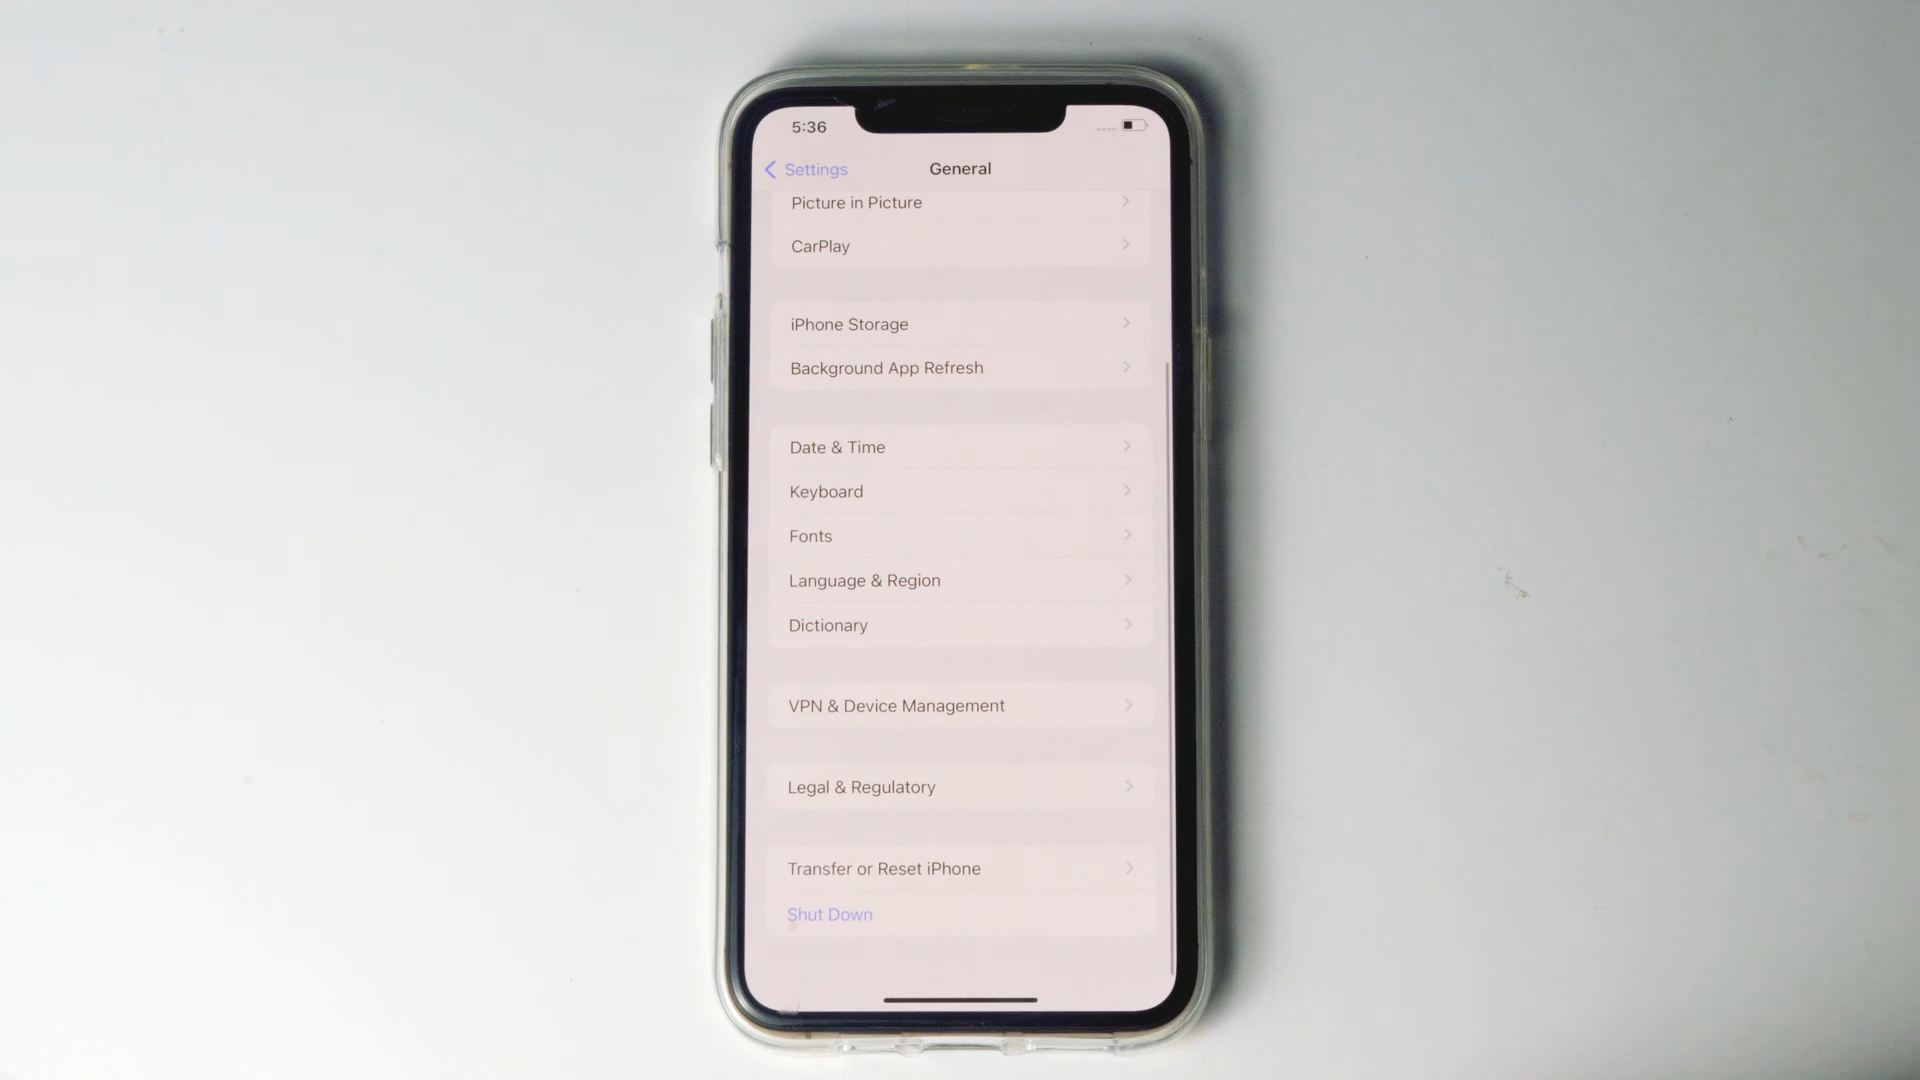 5:36
Settings
General
Picture in Picture
CarPlay
iPhone Storage
Background App Refresh
Date & Time
Keyboard
Fonts
Language & Region
Dictionary
VPN & Device Management
Legal & Regulatory
Transfer or Reset iPhone
Shut Down